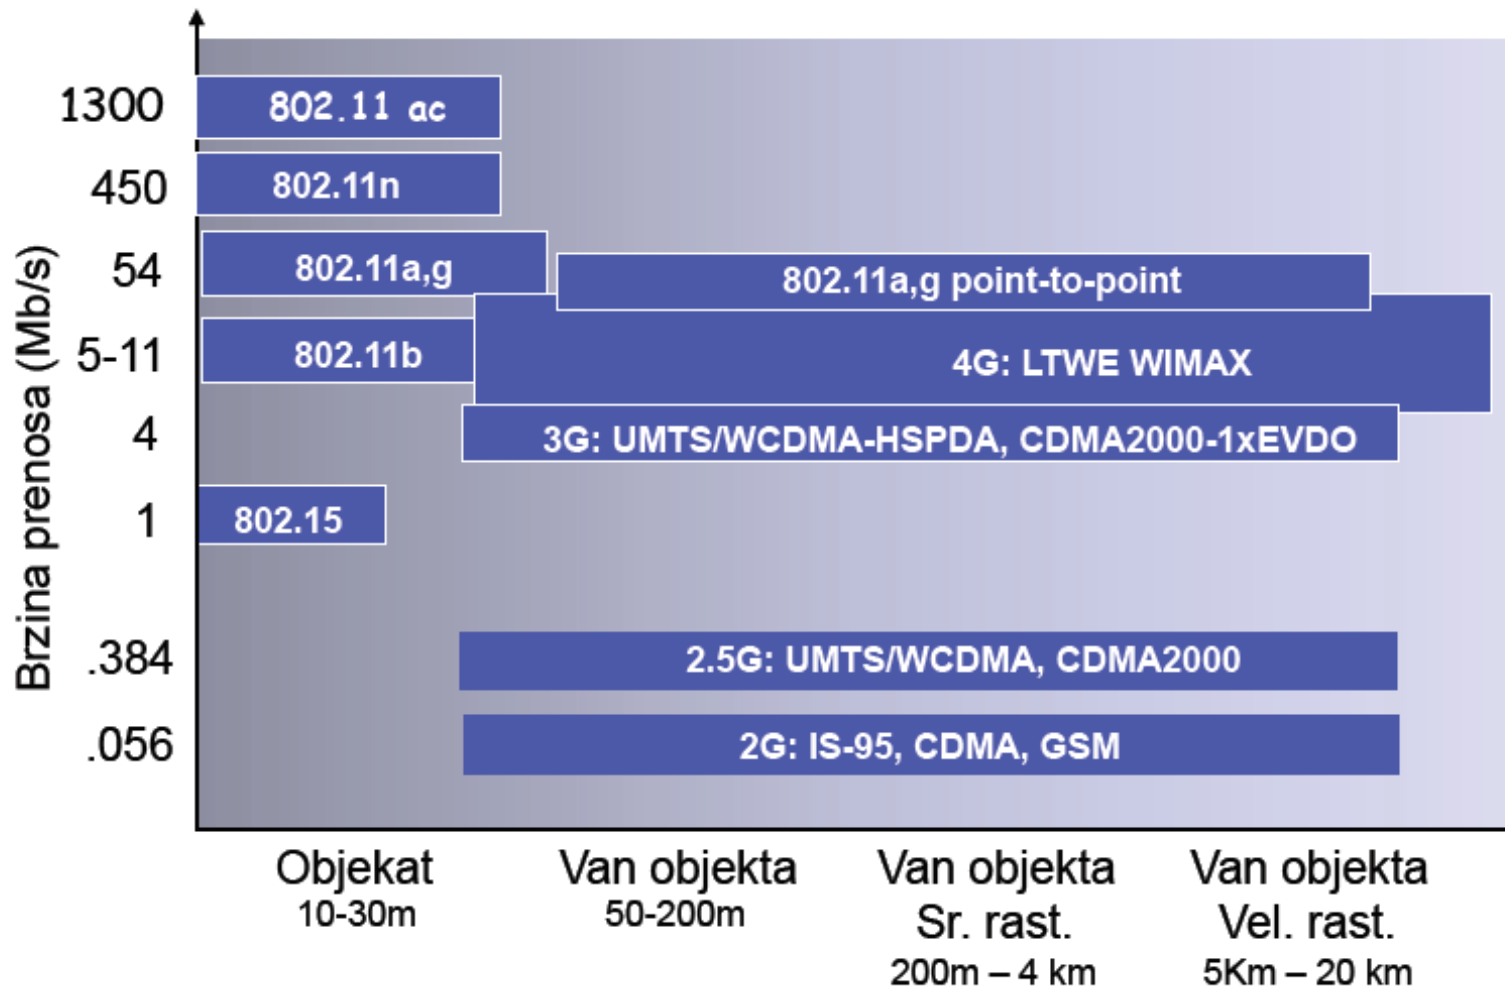 1300
802.11 ac
450
802.11n
54
802.11a,g
802.11a,g point-to-point
5-11
802.11b
4G: LTWE WIMAX
4
3G: UMTS/WCDMA-HSPDA, CDMA2000-1xEVDO
1
802.15
.384
2.5G: UMTS/WCDMA, CDMA2000
.056
2G: IS-95, CDMA, GSM
Brzina prenosa (Mb/s)
Objekat
10-30m
Van objekta
50-200m
Van objekta
Sr. rast.
200m – 4 km
Van objekta
Vel. rast.
5Km – 20 km